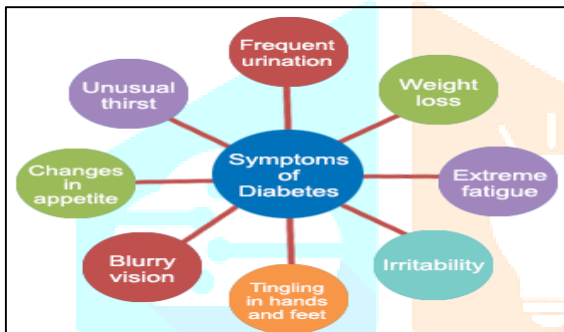 Symptoms
of
Diabetes
Frequent
urination
Weight
loss
Extreme
fatigue
Irritability
Tingling
in hands
and feet
Blurry
vision
Changes
in
appetite
Unusual
thirst